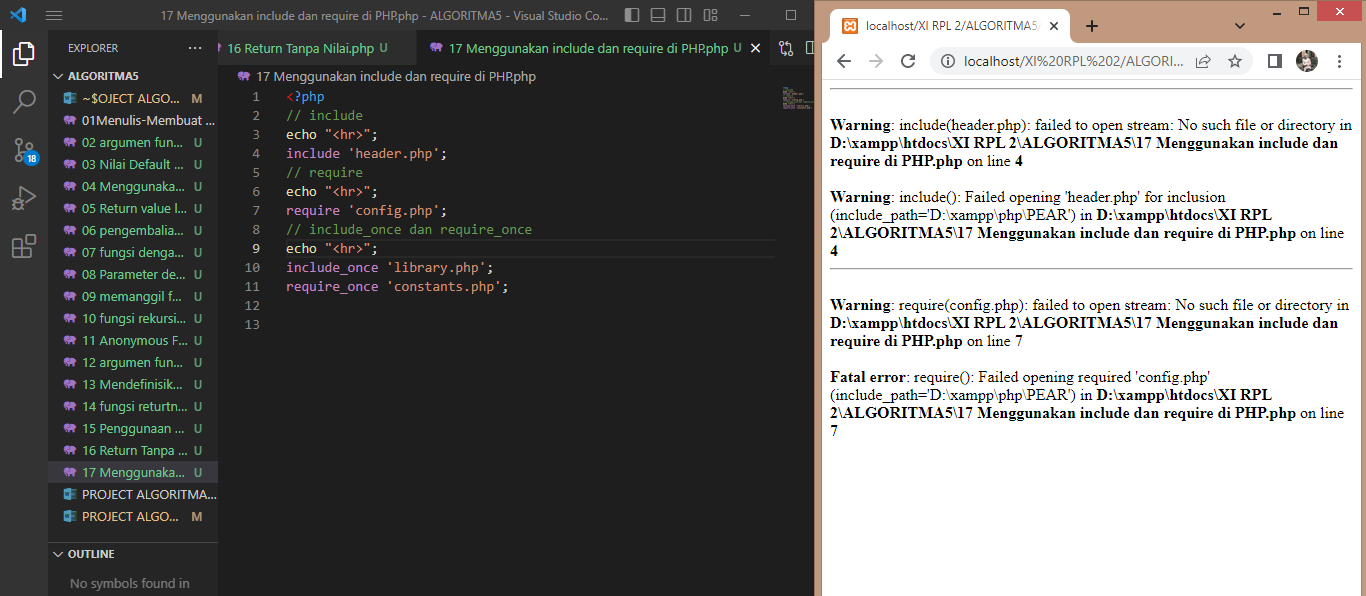 17 Menggunakan include dan require di PHP.php - ALGORITMA5 - Visual Studio Co...
EXPLORER
ALGORITMA5
~$OJECT ALGO... M
01Menulis-Membuat ...
02 argumen fun... U
03 Nilai Default ... U
04 Menggunaka... U
05 Return value l... U
06 pengembalia... U
07 fungsi denga... U
08 Parameter de... U
09 memanggil f... U
10 fungsi rekursi... U
11 Anonymous F... U
12 argumen fun... U
13 Mendefinisik... U
14 fungsi returtn... U
15 Penggunaan ... U
16 Return Tanpa ... U
17 Menggunaka... U
PROJECT ALGORITMA...
PROJECT ALGO... M
OUTLINE
No symbols found in
18
16 Return Tanpa Nilai.php U
17 Menggunakan include dan require di PHP.php U
17 Menggunakan include dan require di PHP.php
1 <?php
2 // include
3 echo "<hr>";
4 include 'header.php';
5 // require
6 echo "<hr>";
7 require 'config.php';
8 // include_once dan require_once
9 echo "<hr>";
10 include_once 'library.php';
11 require_once 'constants.php';
12
13
localhost/XI RPL 2/ALGORITMA5/
localhost/XI%20RPL%202/ALGORI...
Warning: include(header.php): failed to open stream: No such file or directory in
D:\xampp\htdocs\XI RPL 2\ALGORITMA5\17 Menggunakan include dan
require di PHP.php on line 4
Warning: include(): Failed opening 'header.php' for inclusion
(include_path='D:\xampp\php\PEAR') in D:\xampp\htdocs\XI RPL
2\ALGORITMA5\17 Menggunakan include dan require di PHP.php on line
4
Warning: require(config.php): failed to open stream: No such file or directory in
D:\xampp\htdocs\XI RPL 2\ALGORITMA5\17 Menggunakan include dan
require di PHP.php on line 7
Fatal error: require(): Failed opening required 'config.php'
(include_path='D:\xampp\php\PEAR') in D:\xampp\htdocs\XI RPL
2\ALGORITMA5\17 Menggunakan include dan require di PHP.php on line
7